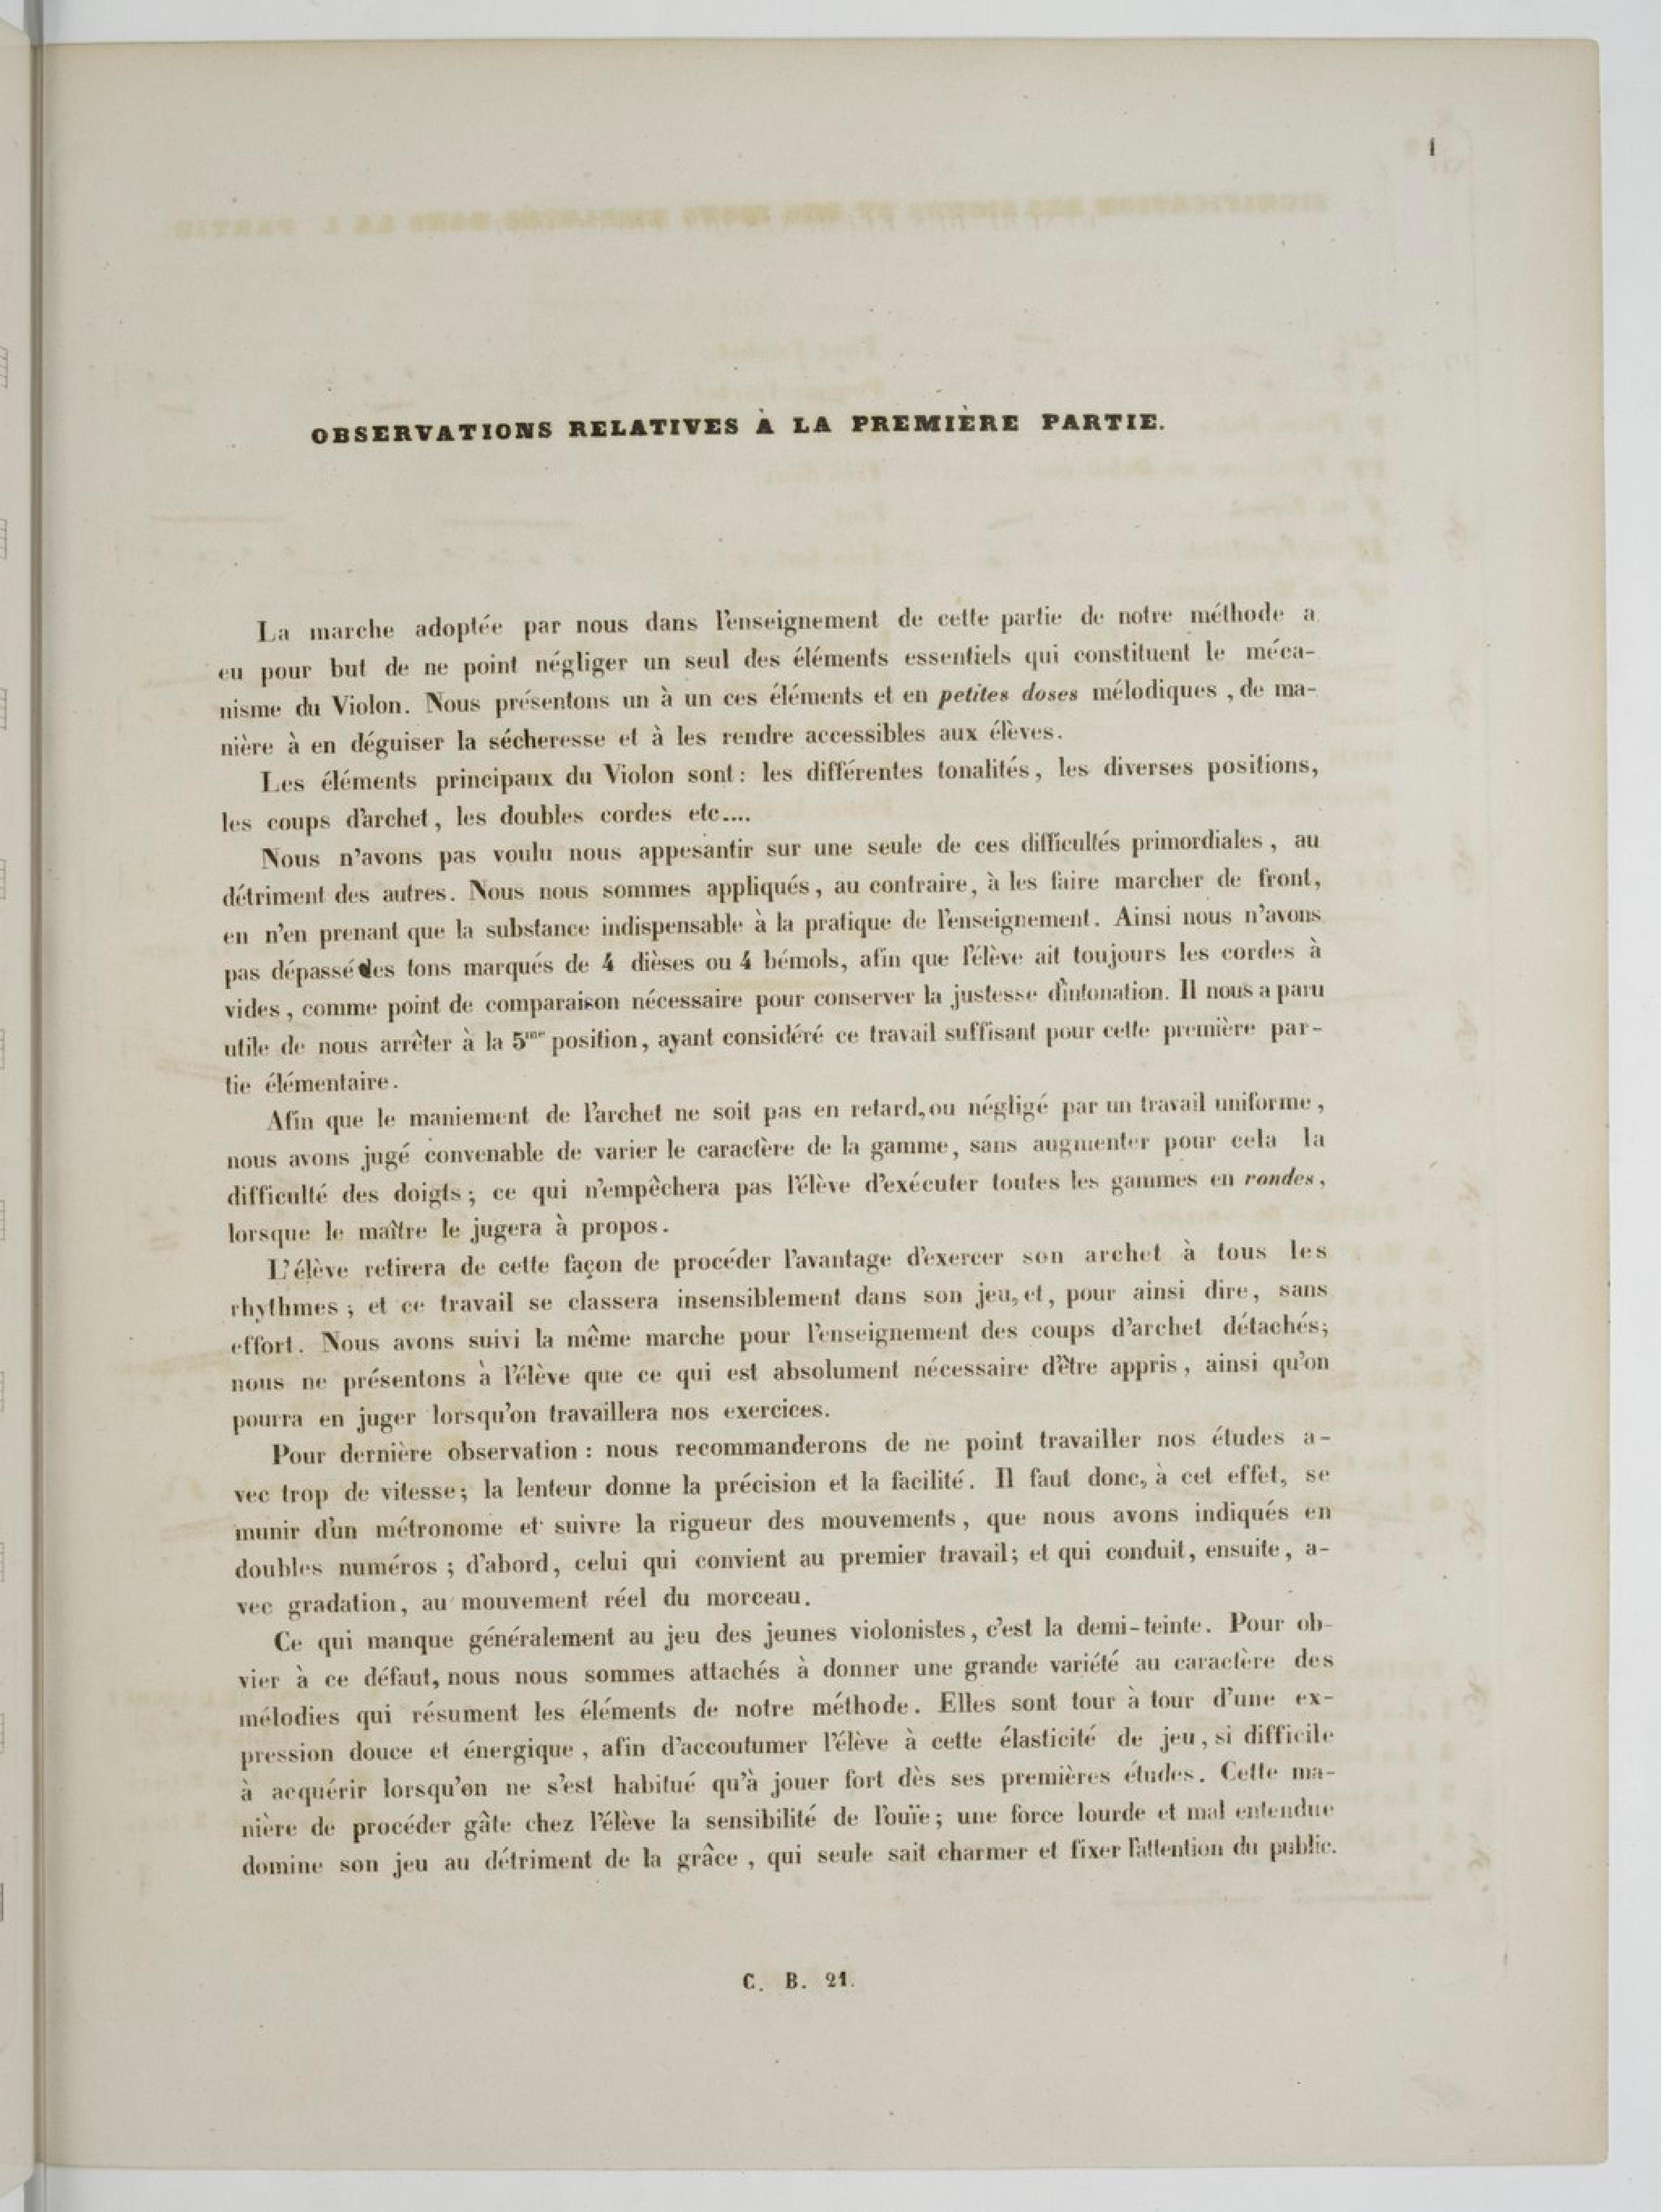 1
OBSERVATIONS RELATIVES À LA PREMIÈRE PARTIE.
La marche adoptée par nous dans l'enseignement de cette partie de notre méthode a
eu pour but de ne point négliger un seul des éléments essentiels qui constituent le méca-
nisme du Violon. Nous présentons un à un ces éléments et en petites doses mélodiques, de ma-
nière à en déguiser la sécheresse et à les rendre accessibles aux élèves.
Les éléments principaux du Violon sont: les différentes tonalités, les diverses positions,
les coups d'archet, les doubles cordes etc....
Nous n'avons pas voulu nous appesantir sur une seule de ces difficultés primordiales, au
détriment des autres. Nous nous sommes appliqués, au contraire, à les faire marcher de front,
en n'en prenant que la substance indispensable à la pratique de l'enseignement. Ainsi nous n'avons
pas dépassé des tons marqués de 4 dièses ou 4 bémols, afin que l'élève ait toujours les cordes à
vides, comme point de comparaison nécessaire pour conserver la justesse d'intonation. Il nous a paru
utile de nous arrêter à la 5me position, ayant considéré ce travail suffisant pour cette première par-
tie élémentaire.
Afin que le maniement de l'archet ne soit pas en retard, ou négligé par un travail uniforme,
nous avons jugé convenable de varier le caractère de la gamme, sans augmenter pour cela la
difficulté des doigts; ce qui n'empêchera pas l'élève d'exécuter toutes les gammes en rondes,
lorsque le maître le jugera à propos.
L'élève retirera de cette façon de procéder l'avantage d'exercer son archet à tous les
rhythmes; et ce travail se classera insensiblement dans son jeu, et, pour ainsi dire, sans
effort. Nous avons suivi la même marche pour l'enseignement des coups d'archet détachés;
nous ne présentons à l'élève que ce qui est absolument nécessaire d'être appris, ainsi qu'on
pourra en juger lorsqu'on travaillera nos exercices.
Pour dernière observation: nous recommanderons de ne point travailler nos études a-
vec trop de vitesse; la lenteur donne la précision et la facilité. Il faut donc, à cet effet, se
munir d'un métronome et suivre la rigueur des mouvements, que nous avons indiqués en
doubles numéros; d'abord, celui qui convient au premier travail; et qui conduit, ensuite, a-
vec gradation, au mouvement réel du morceau.
Ce qui manque généralement au jeu des jeunes violonistes, c'est la demi-teinte. Pour ob-
vier à ce défaut, nous nous sommes attachés à donner une grande variété au caractère des
mélodies qui résument les éléments de notre méthode. Elles sont tour à tour d'une ex-
pression douce et énergique, afin d'accoutumer l'élève à cette élasticité de jeu, si difficile
à acquérir lorsqu'on ne s'est habitué qu'à jouer fort dès ses premières études. Cette ma-
nière de procéder gâte chez l'élève la sensibilité de l'ouïe; une force lourde et mal entendue
domine son jeu au détriment de la grâce, qui seule sait charmer et fixer l'attention du public.
C. B. 21.